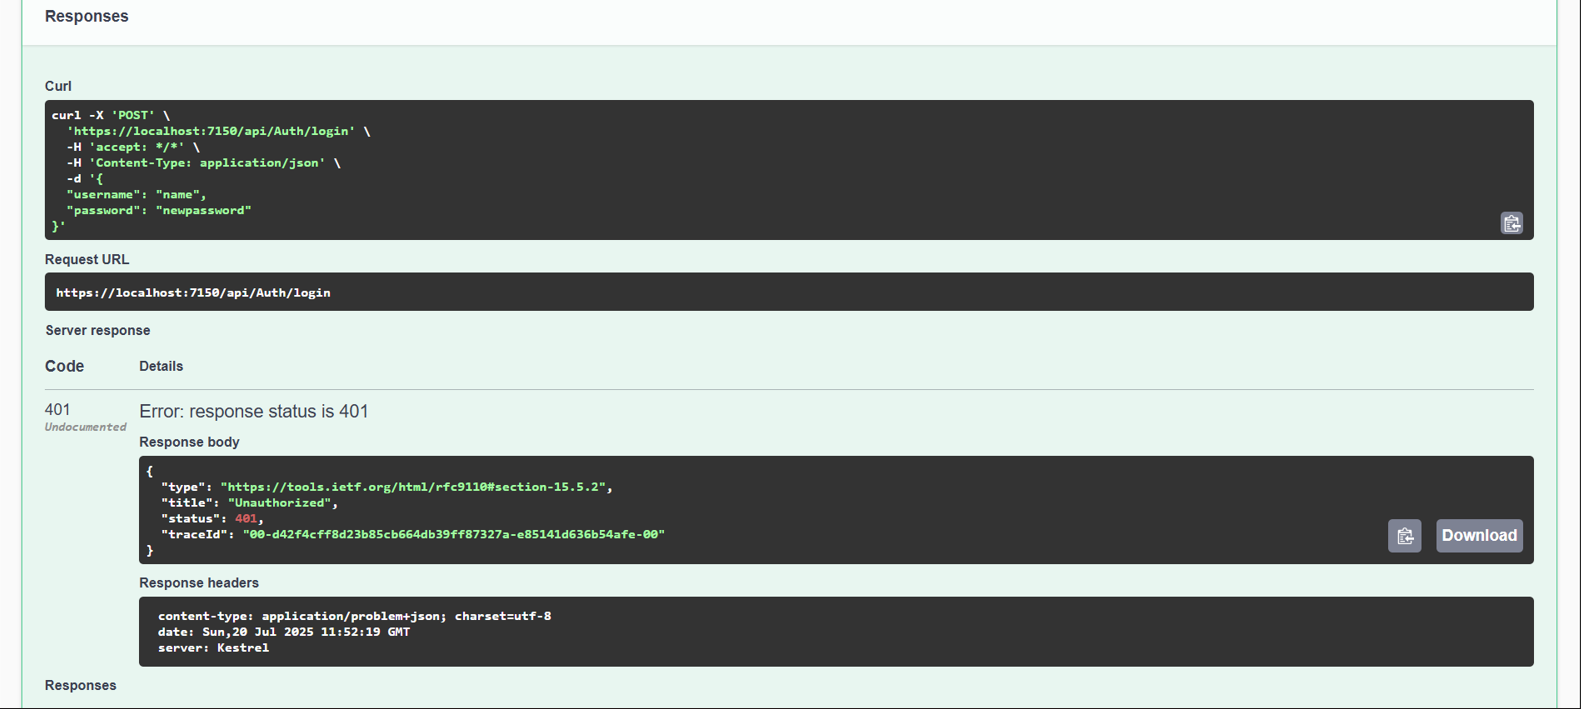 Responses
Curl
curl -X 'POST' \
'https://localhost:7150/api/Auth/login' \
-H 'accept: */*' \
-H 'Content-Type: application/json' \
-d '{
"username": "name",
"password": "newpassword"
}'
Request URL
https://localhost:7150/api/Auth/login
Server response
Code Details
401 Error: response status is 401
Undocumented
Response body
{
"type": "https://tools.ietf.org/html/rfc9110#section-15.5.2",
"title": "Unauthorized",
"status": 401,
"traceId": "00-d42f4cff8d23b85cb664db39ff87327a-e85141d636b54afe-00"
}
Download
Response headers
content-type: application/problem+json; charset=utf-8
date: Sun,20 Jul 2025 11:52:19 GMT
server: Kestrel
Responses